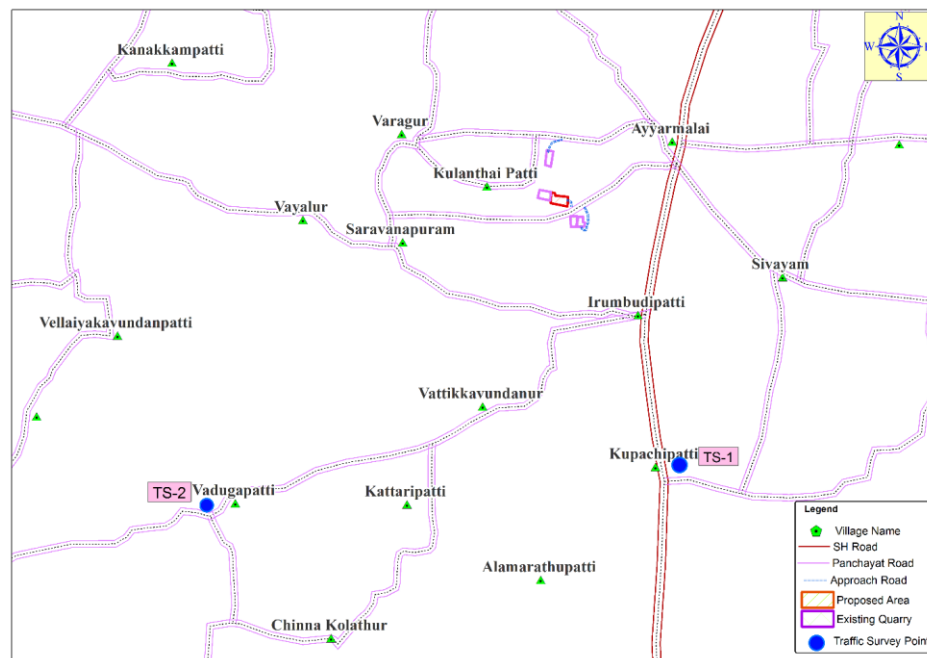 N
W E
S
Kanakkampatti
Varagur
Ayyarmalai
Kulanthai Patti
Vayalur
Saravanapuram
Sivayam
Irumbudipatti
Vellaiyakavundanpatti
Vattikkavundanur
Kupachipatti
TS-1
TS-2
Vadugapatti
Kattaripatti
Alamarathupatti
Chinna Kolathur
Legend
Village Name
SH Road
Panchayat Road
Approach Road
Proposed Area
Existing Quarry
Traffic Survey Point